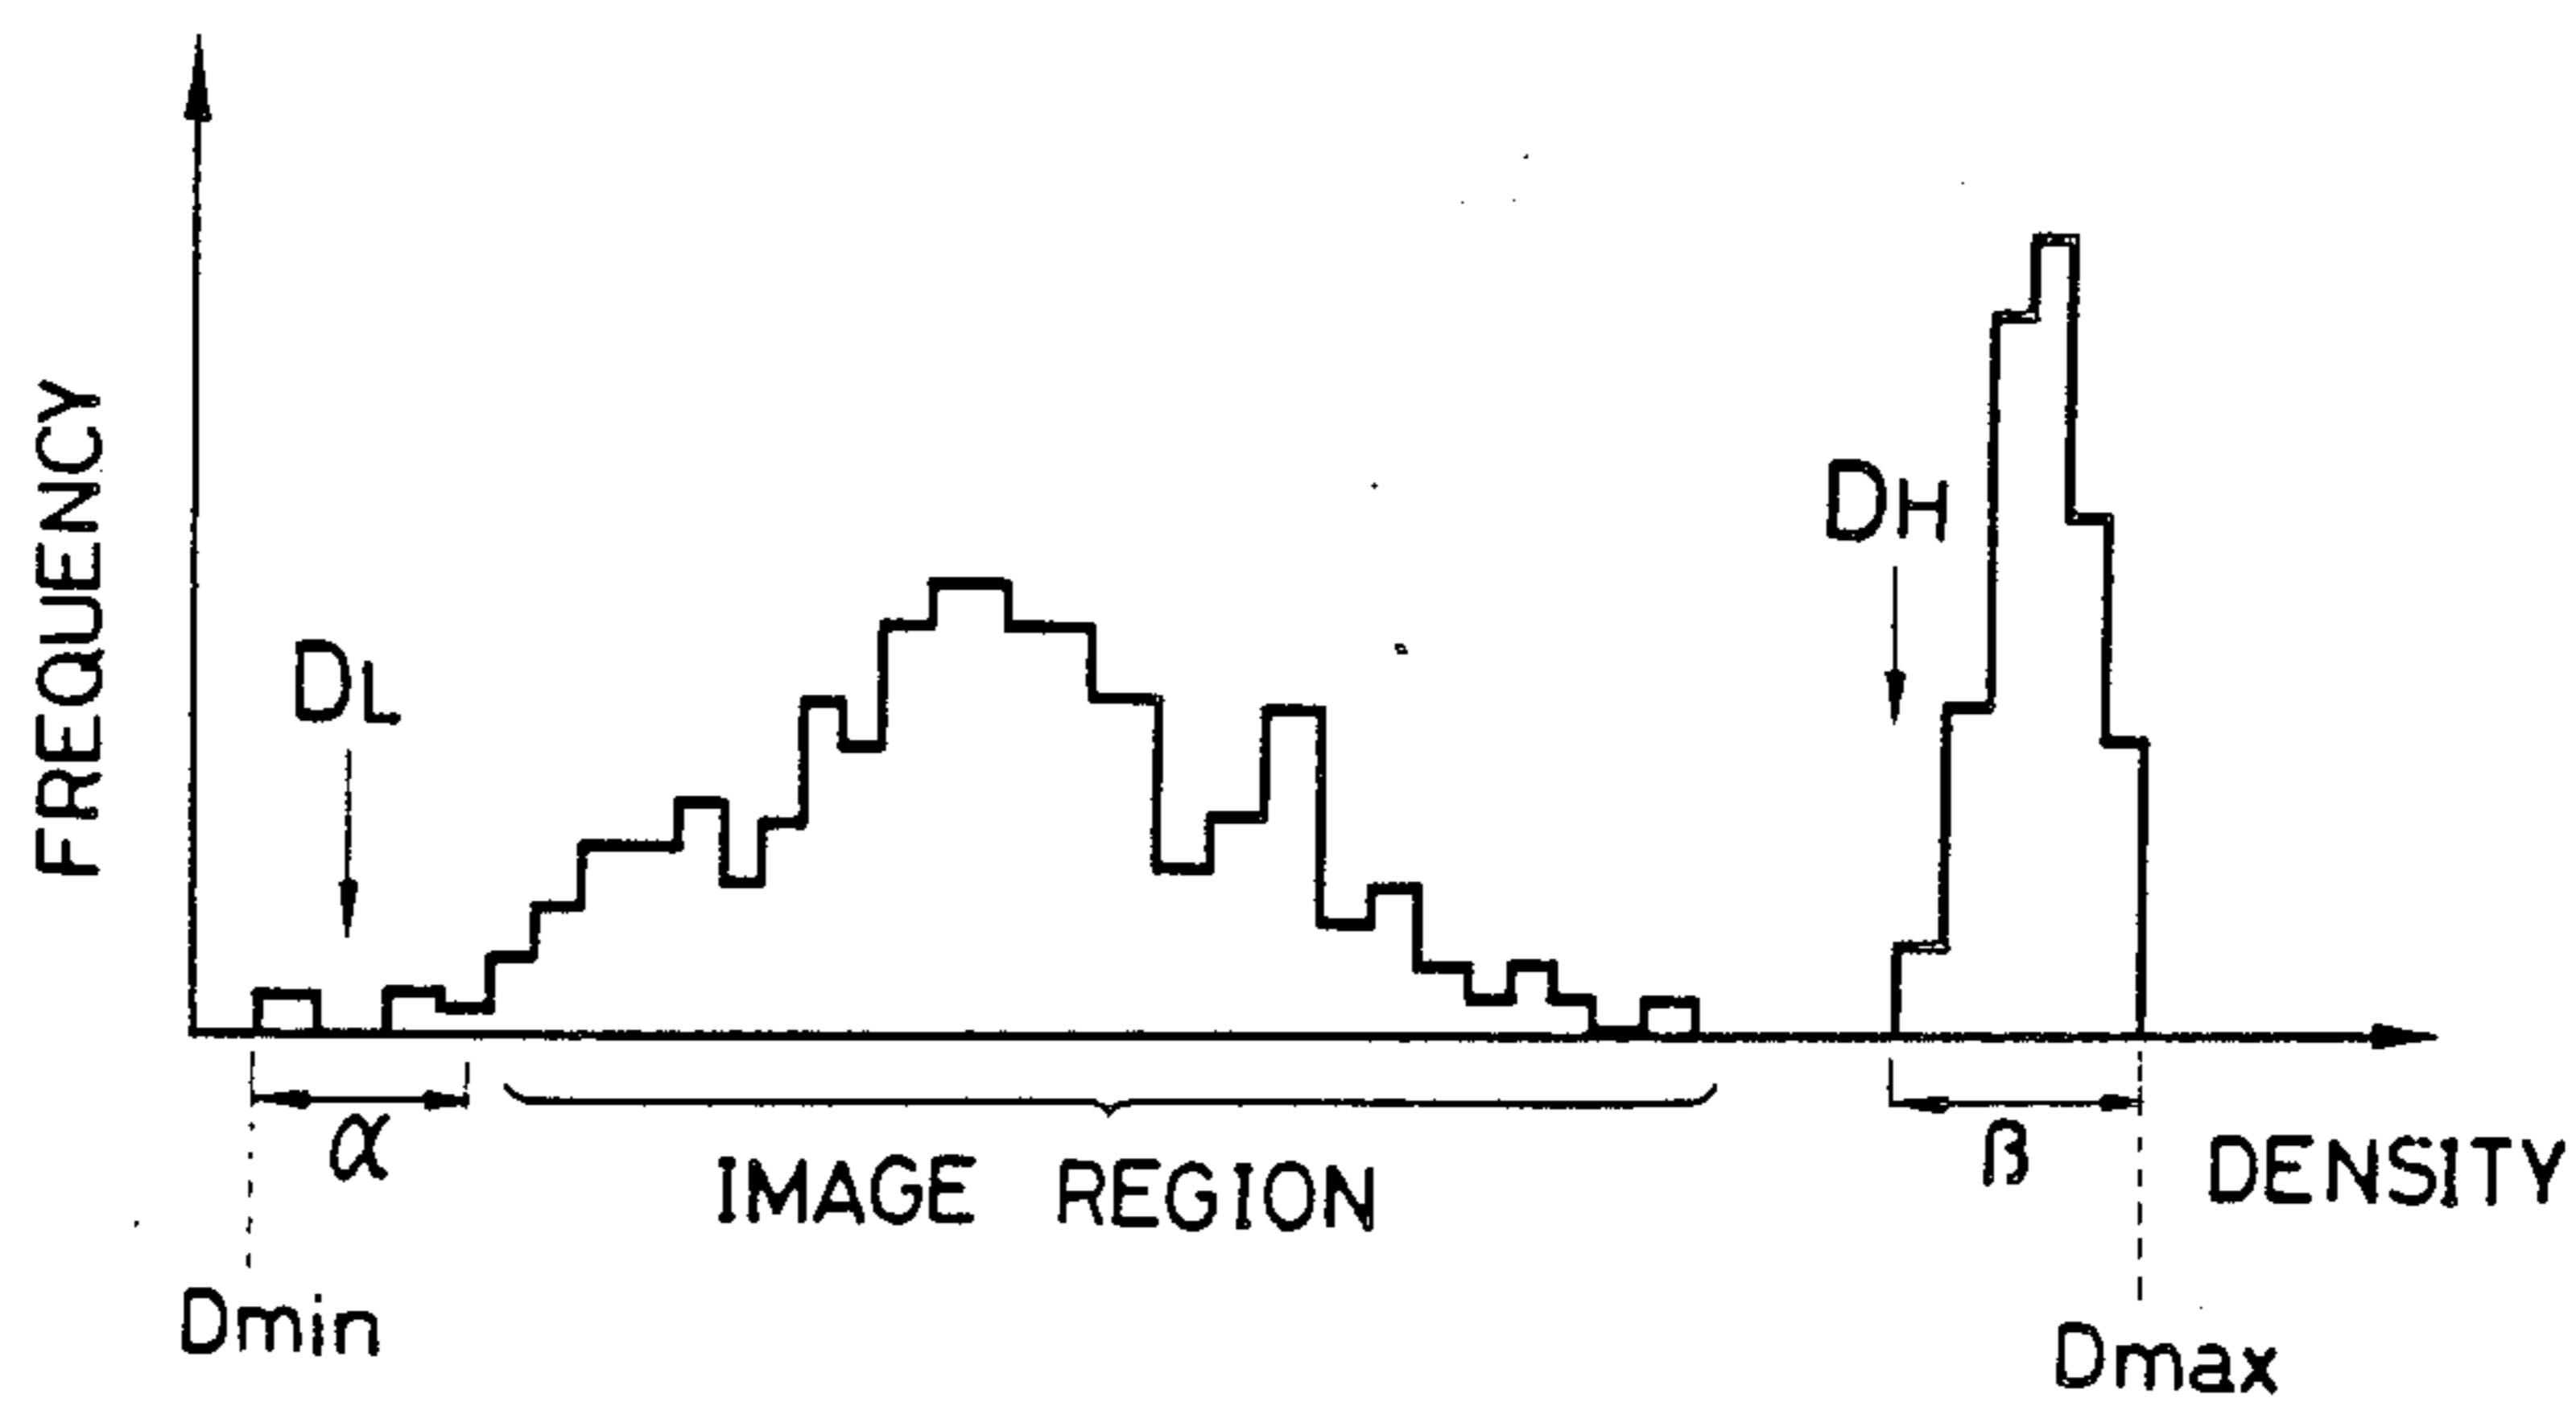 FREQUENCY
DL
DH
α
IMAGE REGION
β
DENSITY
Dmin
Dmax